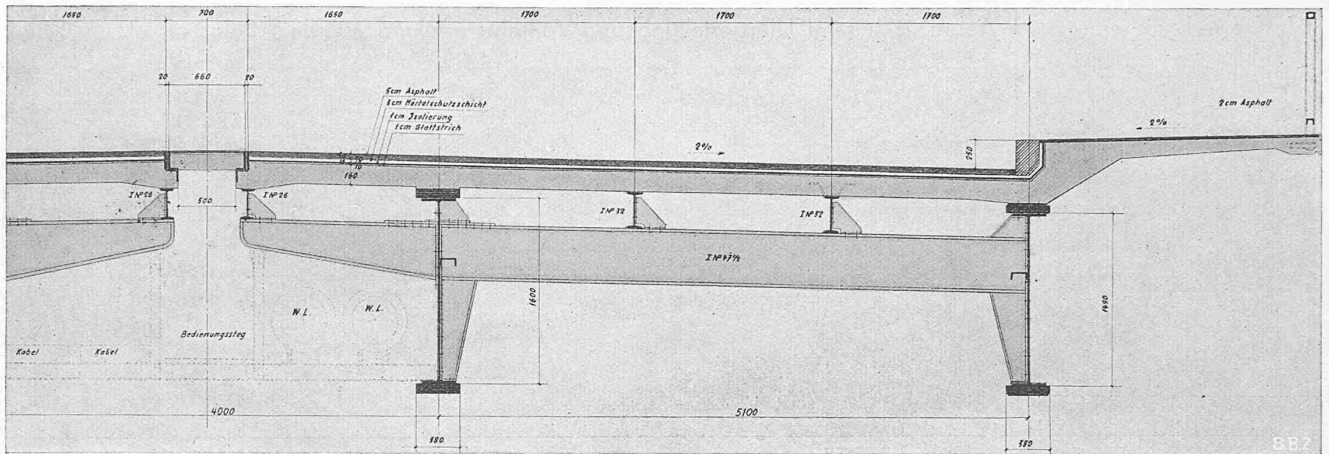 1650 700 1650 1700 1700 1700
20 660 20
5cm Asphalt
3cm Mörtelschutzschicht
1cm Isolierung
1cm Glattstrich
2%
2%
2cm Asphalt
250
160
I Nº 26
I Nº 26
500
I Nº 32
I Nº 32
I Nº 47½
1600
1490
W.L.
W.L.
Bedienungssteg
Kabel
Kabel
4000
5100
380
380
S.B.Z